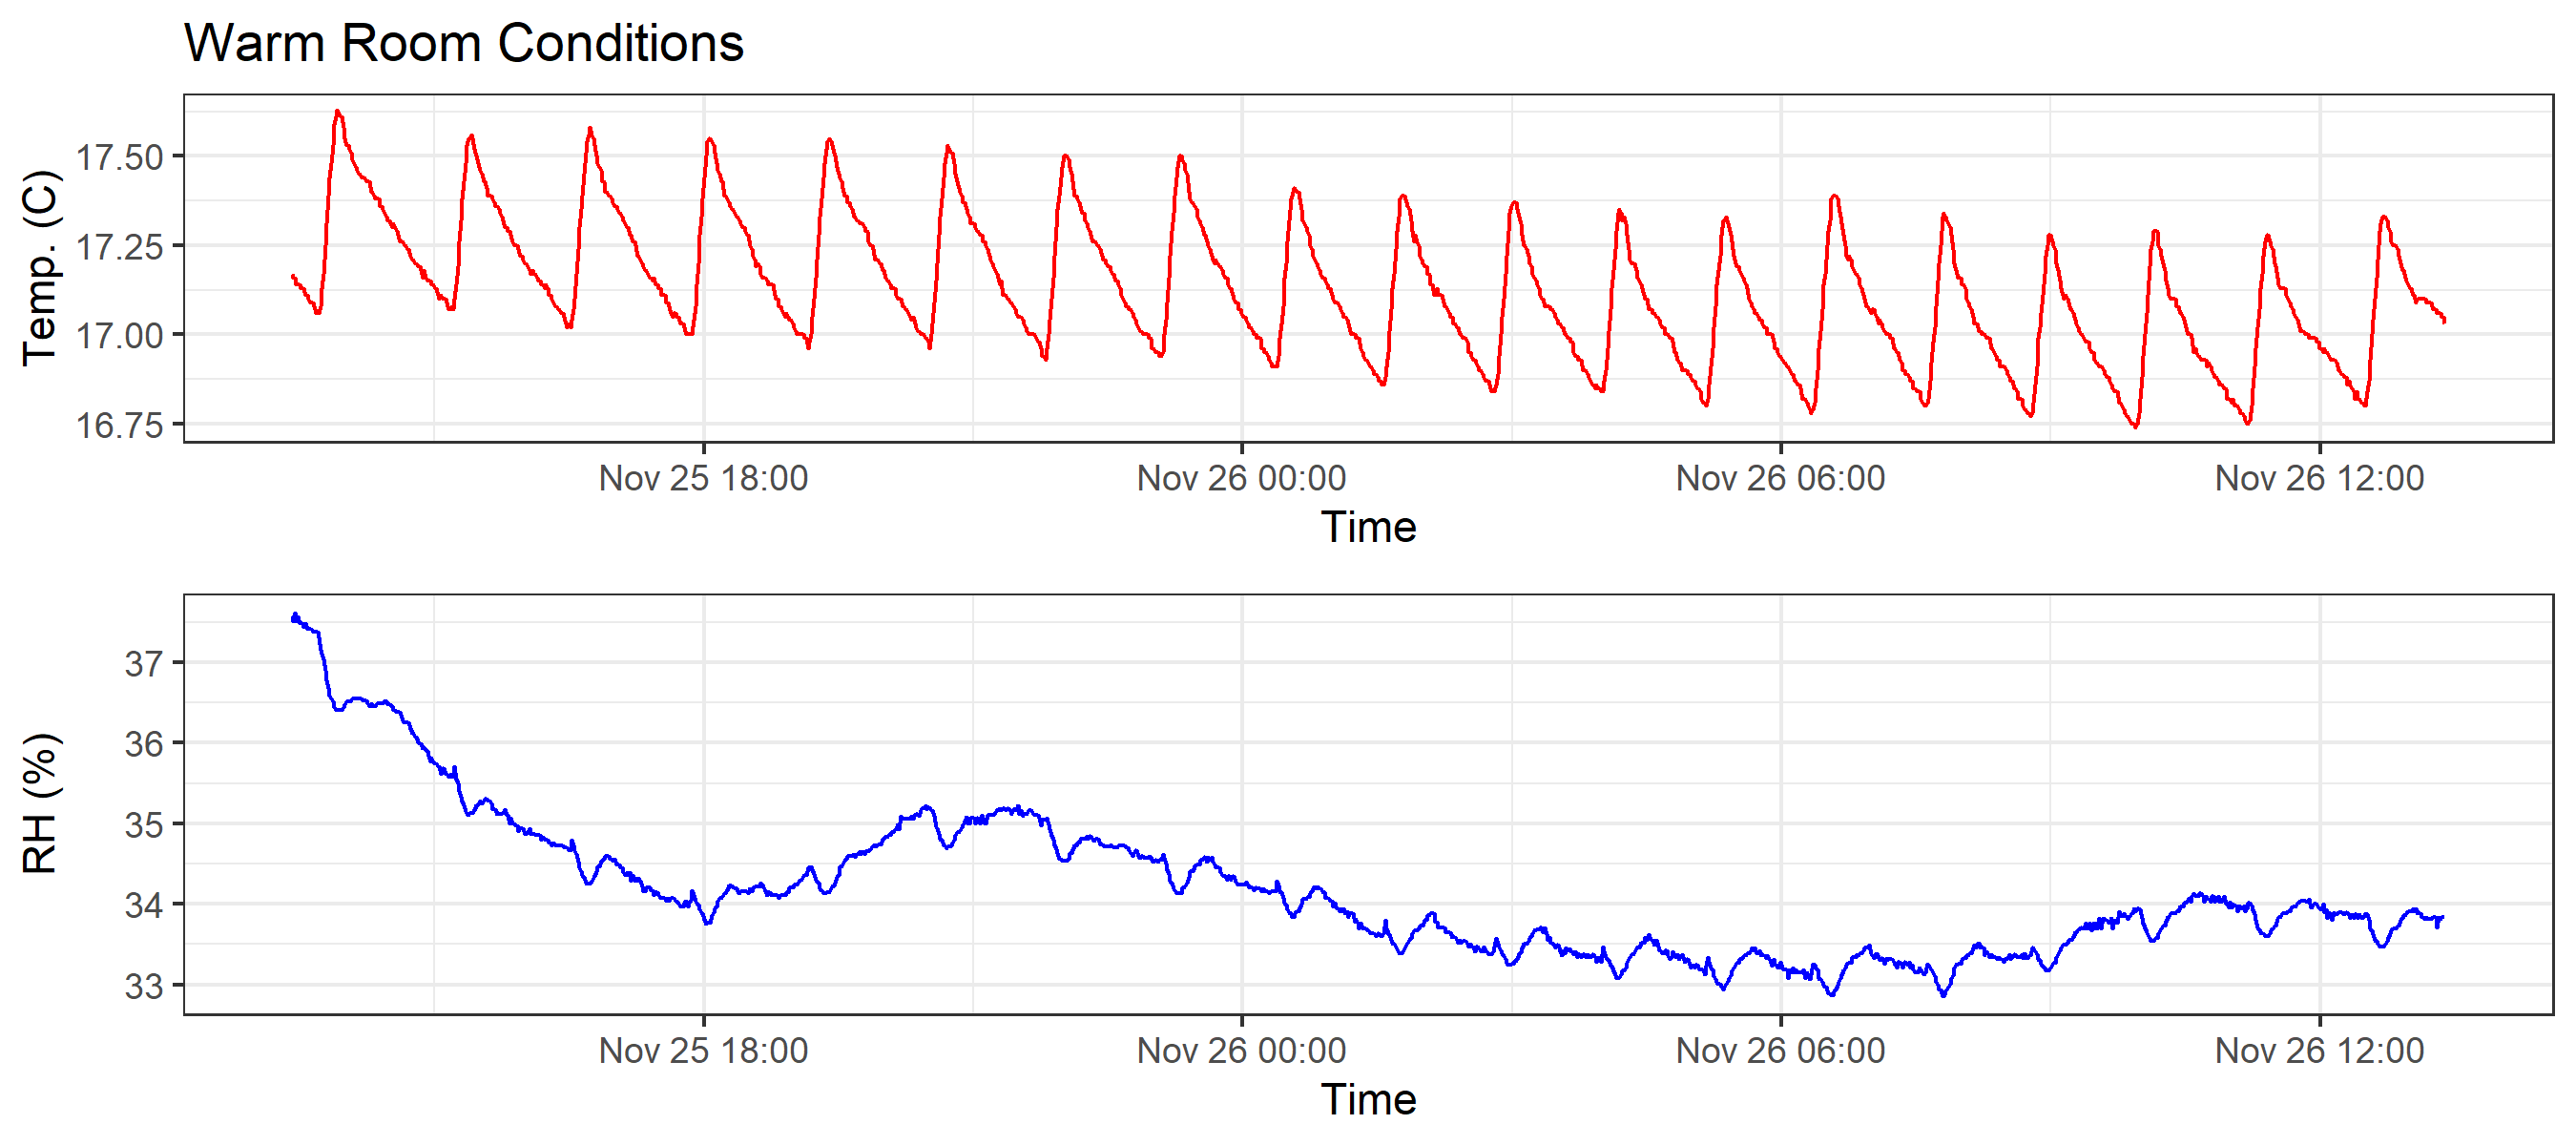 Warm Room Conditions
Temp. (C)
17.50
17.25
17.00
16.75
Nov 25 18:00 Nov 26 00:00 Nov 26 06:00 Nov 26 12:00
Time
RH (%)
37
36
35
34
33
Nov 25 18:00 Nov 26 00:00 Nov 26 06:00 Nov 26 12:00
Time